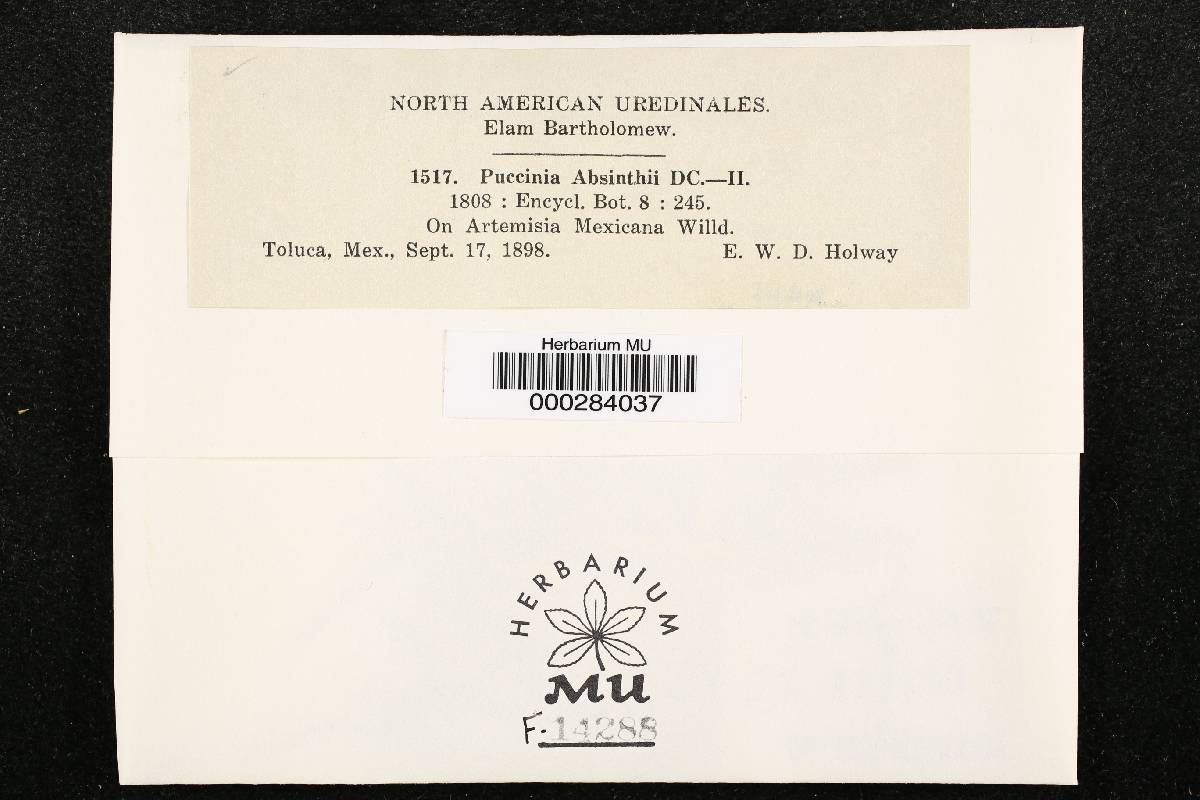 NORTH AMERICAN UREDINALES.
Elam Bartholomew.
1517. Puccinia Absinthii DC.—II.
1808 : Encycl. Bot. 8 : 245.
On Artemisia Mexicana Willd.
Toluca, Mex., Sept. 17, 1898. E. W. D. Holway
Herbarium MU
000284037
HERBARIUM
MU
F-14288